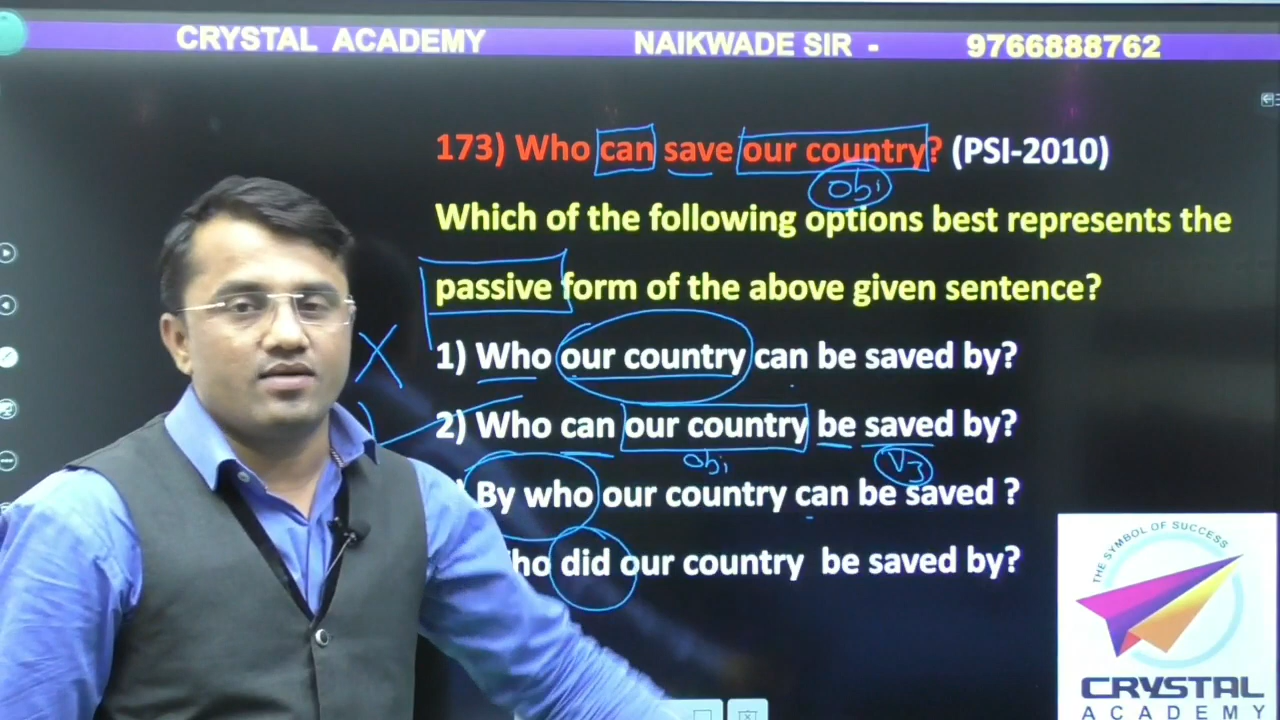 CRYSTAL ACADEMY NAIKWADE SIR - 9766888762
173) Who can save our country? (PSI-2010)
obj
Which of the following options best represents the
passive form of the above given sentence?
1) Who our country can be saved by?
2) Who can our country be saved by?
obj V3
By who our country can be saved ?
ho did our country be saved by?
THE SYMBOL OF SUCCESS
CRYSTAL
ACADEMY